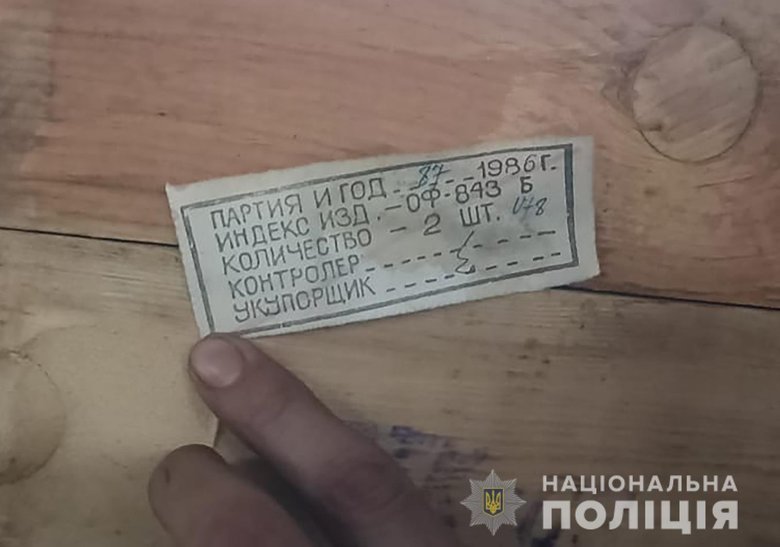 ПАРТИЯ И ГОД - 87 - - 1986 г.
ИНДЕКС ИЗД. - ОФ-843 Б
КОЛИЧЕСТВО - 2 ШТ.
КОНТРОЛЕР - - - - - - - - -
УКУПОРЩИК - - - - - - - - -
НАЦІОНАЛЬНА
ПОЛІЦІЯ